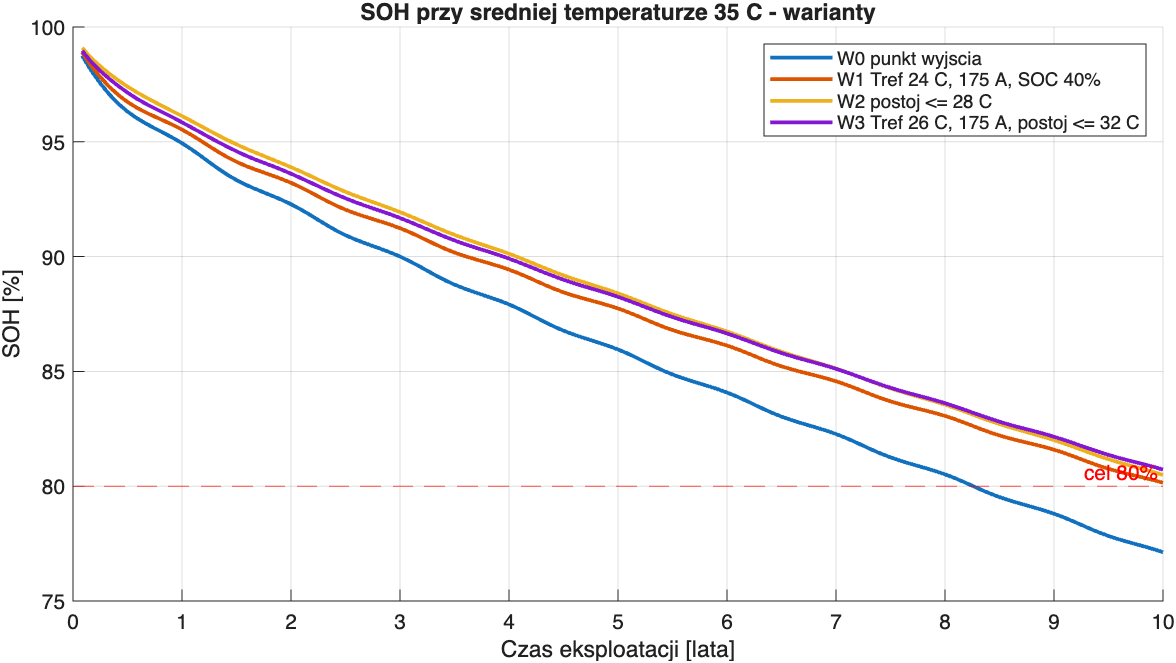 SOH przy sredniej temperaturze 35 C - warianty
SOH [%]
100
95
90
85
80
75
W0 punkt wyjscia
W1 Tref 24 C, 175 A, SOC 40%
W2 postoj <= 28 C
W3 Tref 26 C, 175 A, postoj <= 32 C
cel 80%
0 1 2 3 4 5 6 7 8 9 10
Czas eksploatacji [lata]